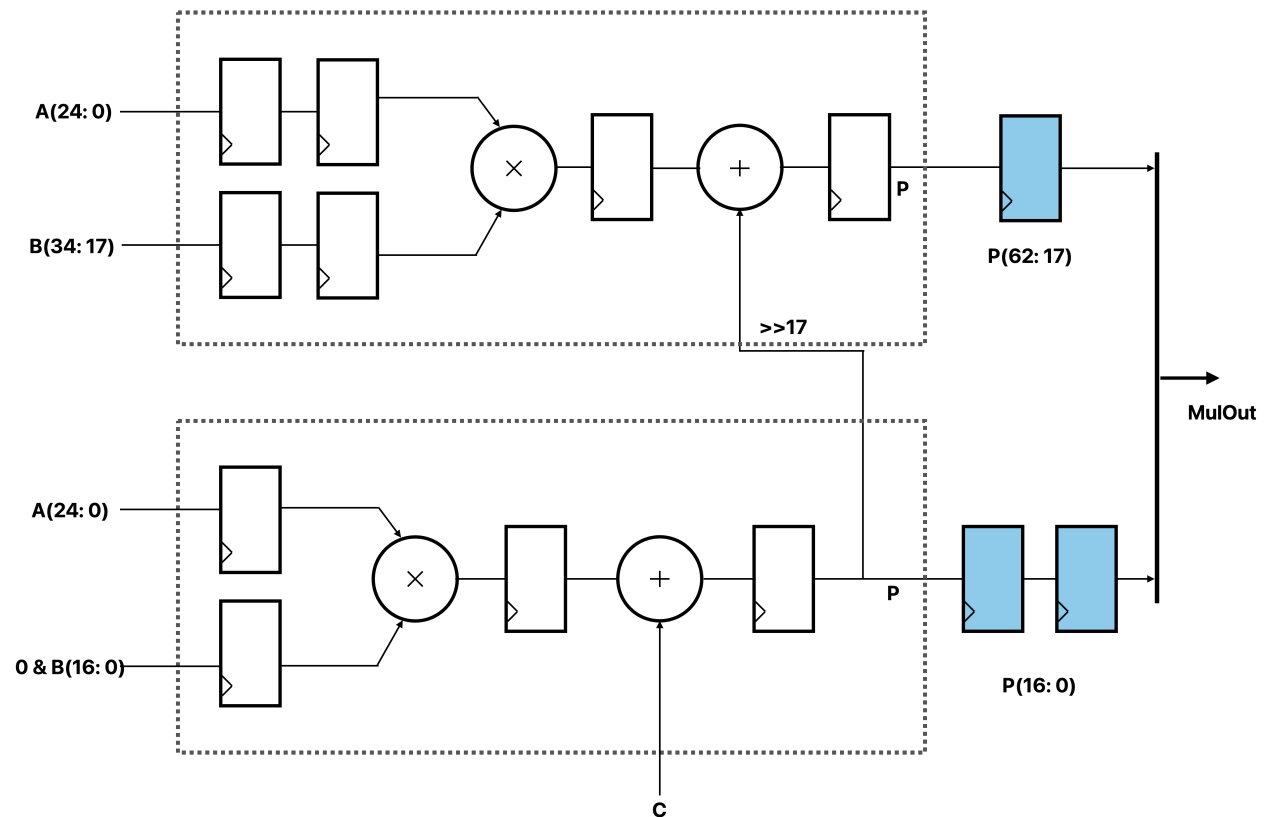 A(24: 0)
B(34: 17)
×
+
P
P(62: 17)
>>17
MulOut
A(24: 0)
0 & B(16: 0)
×
+
P
P(16: 0)
C